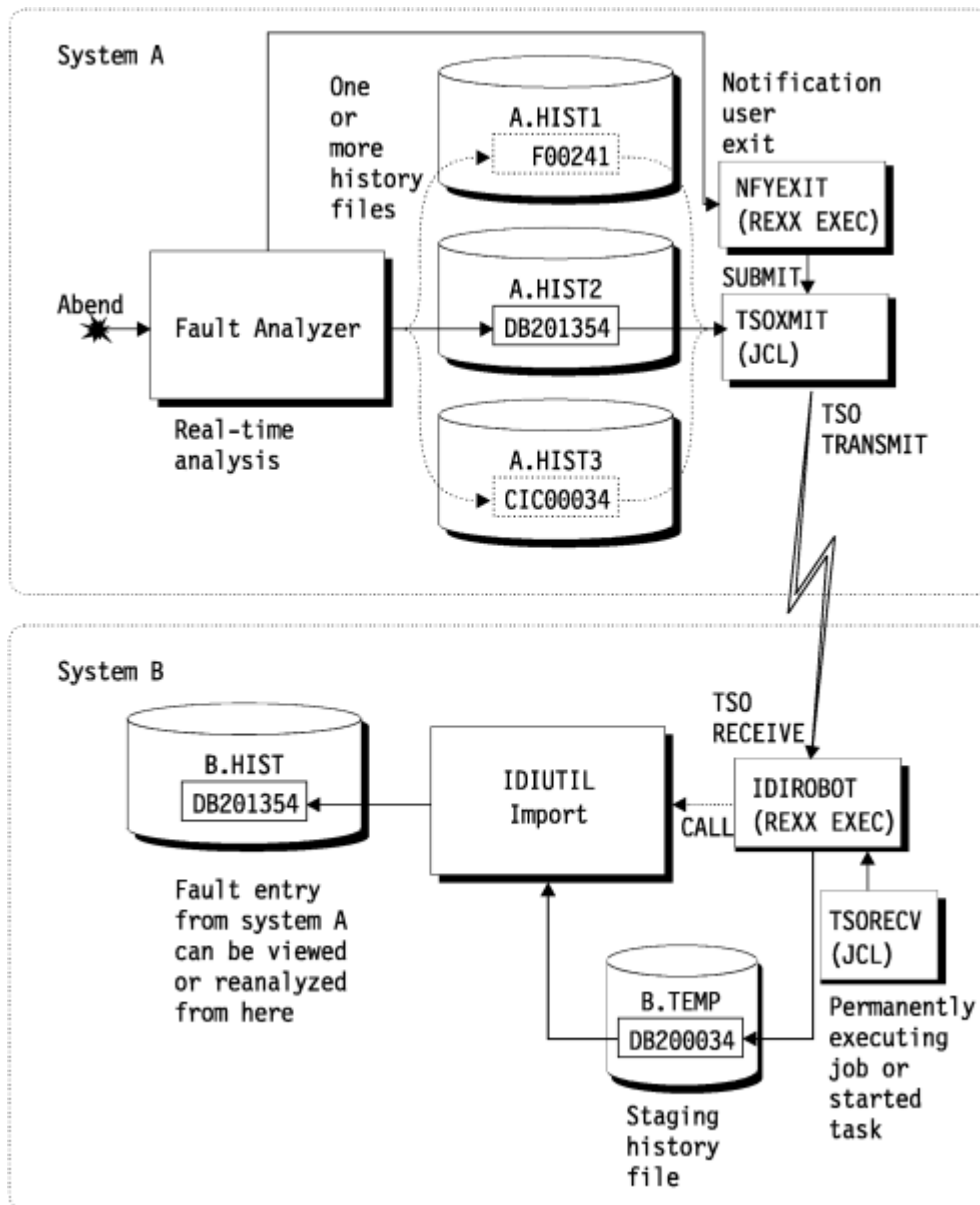 System A
One
or
more
history
files
A.HIST1
F00241
Notification
user
exit
NFYEXIT
(REXX EXEC)
SUBMIT
Abend
Fault Analyzer
A.HIST2
DB201354
TSOXMIT
(JCL)
Real-time
analysis
A.HIST3
CIC00034
TSO
TRANSMIT
System B
TSO
RECEIVE
B.HIST
DB201354
IDIUTIL
Import
CALL
IDIROBOT
(REXX EXEC)
Fault entry
from system A
can be viewed
or reanalyzed
from here
TSORECV
(JCL)
B.TEMP
DB200034
Permanently
executing
job or
started
task
Staging
history
file